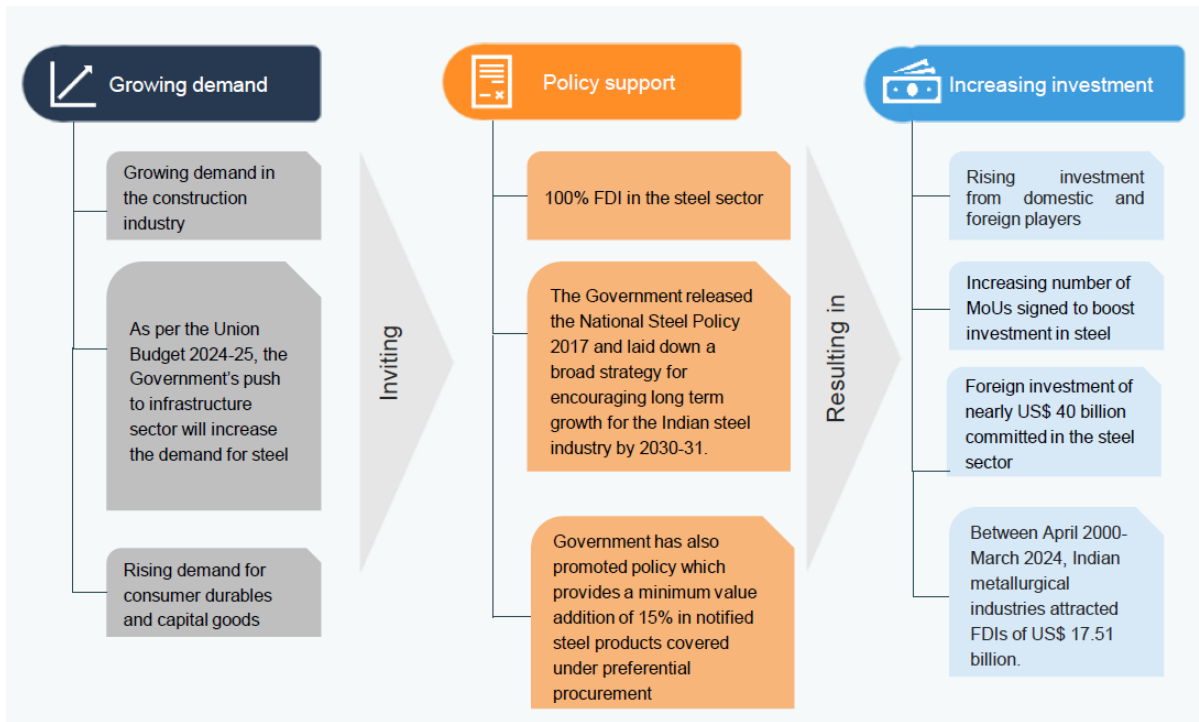 Growing demand
Growing demand in
the construction
industry
As per the Union
Budget 2024-25, the
Government’s push
to infrastructure
sector will increase
the demand for steel
Rising demand for
consumer durables
and capital goods
Inviting
Policy support
100% FDI in the steel sector
The Government released
the National Steel Policy
2017 and laid down a
broad strategy for
encouraging long term
growth for the Indian steel
industry by 2030-31.
Government has also
promoted policy which
provides a minimum value
addition of 15% in notified
steel products covered
under preferential
procurement
Resulting in
Increasing investment
Rising investment
from domestic and
foreign players
Increasing number of
MoUs signed to boost
investment in steel
Foreign investment of
nearly US$ 40 billion
committed in the steel
sector
Between April 2000-
March 2024, Indian
metallurgical
industries attracted
FDIs of US$ 17.51
billion.